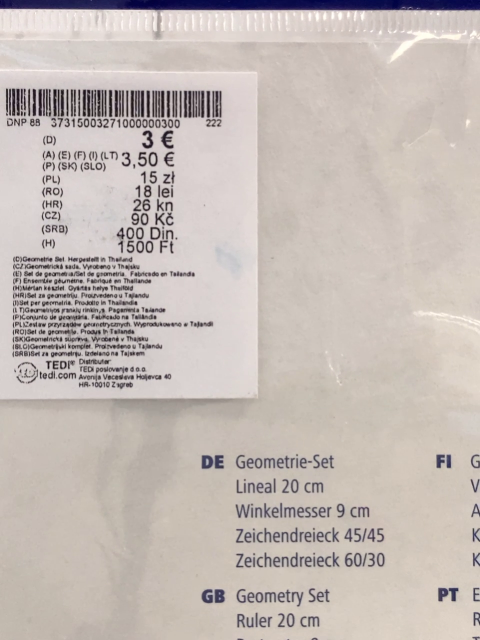 DNP 88 37315003271000000300 222
(D) 3 €
(A) (E) (F) (I) (LT) 3,50 €
(P) (SK) (SLO)
(PL) 15 zł
(RO) 18 lei
(HR) 26 kn
(CZ) 90 Kč
(SRB) 400 Din.
(H) 1500 Ft
(D)Geometrie Set. Hergestellt in Thailand
(CZ)Geometrická sada, Vyrobeno v Thajsku
(E) Set de geometría/Set de geometria. Fabricado en Tailandia
(F) Ensemble géométrie. Fabriqué en Thaïlande
(H)Mértan készlet. Gyártás helye Thaiföld
(HR)Set za geometriju. Proizvedeno u Tajlandu
(I)Set per geometria. Prodotto in Thailandia
(LT)Geometrijos įrankių rinkinys. Pagaminta Tailande
(P)Conjunto de geometria. Fabricado na Tailândia
(PL)Zestaw przyrządów geometrycznych. Wyprodukowano w Tajlandii
(RO)Set de geometrie. Produs în Thailanda
(SK)Geometrická súprava. Vyrobené v Thajsku
(SLO)Geometrijski komplet. Proizvedeno u Tajlandu
(SRB)Set za geometriju. Izdelano na Tajskem
TEDI® Distributer
TEDI poslovanje d.o.o.
tedi.com Avenija Veceslava Holjevca 40
HR-10010 Zagreb
DE Geometrie-Set
Lineal 20 cm
Winkelmesser 9 cm
Zeichendreieck 45/45
Zeichendreieck 60/30
FI G
V
A
K
K
GB Geometry Set
Ruler 20 cm
PT E
R